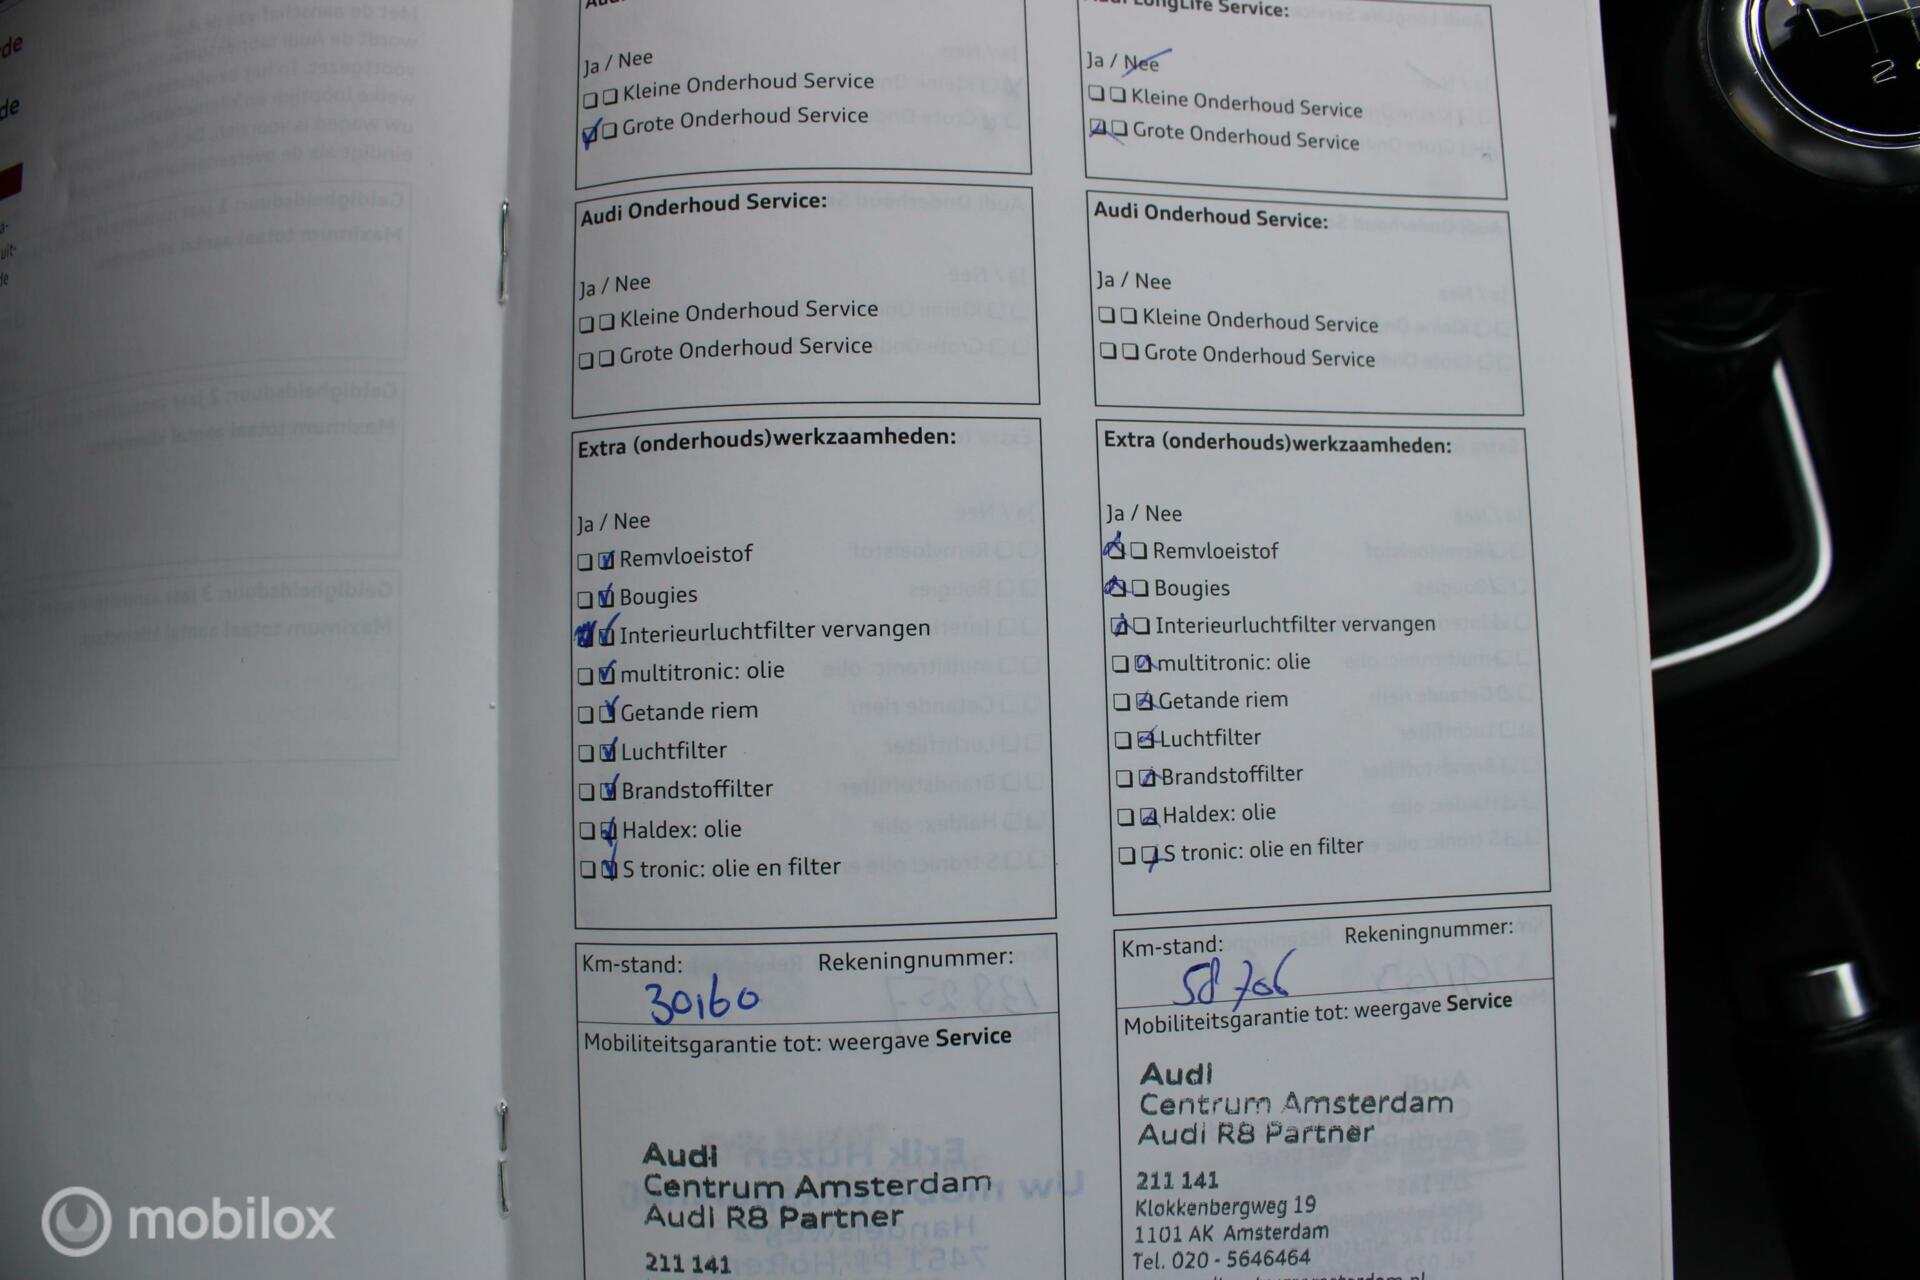 LongLife Service:
Ja / Nee
Kleine Onderhoud Service
Grote Onderhoud Service
Audi Onderhoud Service:
Ja / Nee
Kleine Onderhoud Service
Grote Onderhoud Service
Extra (onderhouds)werkzaamheden:
Ja / Nee
Remvloeistof
Bougies
Interieurluchtfilter vervangen
multitronic: olie
Getande riem
Luchtfilter
Brandstoffilter
Haldex: olie
S tronic: olie en filter
Km-stand: Rekeningnummer:
30160
Mobiliteitsgarantie tot: weergave Service
Audi
Centrum Amsterdam
Audi R8 Partner
211 141
Ja / Nee
Kleine Onderhoud Service
Grote Onderhoud Service
Audi Onderhoud Service:
Ja / Nee
Kleine Onderhoud Service
Grote Onderhoud Service
Extra (onderhouds)werkzaamheden:
Ja / Nee
Remvloeistof
Bougies
Interieurluchtfilter vervangen
multitronic: olie
Getande riem
Luchtfilter
Brandstoffilter
Haldex: olie
S tronic: olie en filter
Km-stand: Rekeningnummer:
58706
Mobiliteitsgarantie tot: weergave Service
Audi
Centrum Amsterdam
Audi R8 Partner
211 141
Klokkenbergweg 19
1101 AK Amsterdam
Tel. 020 - 5646464
2
mobilox